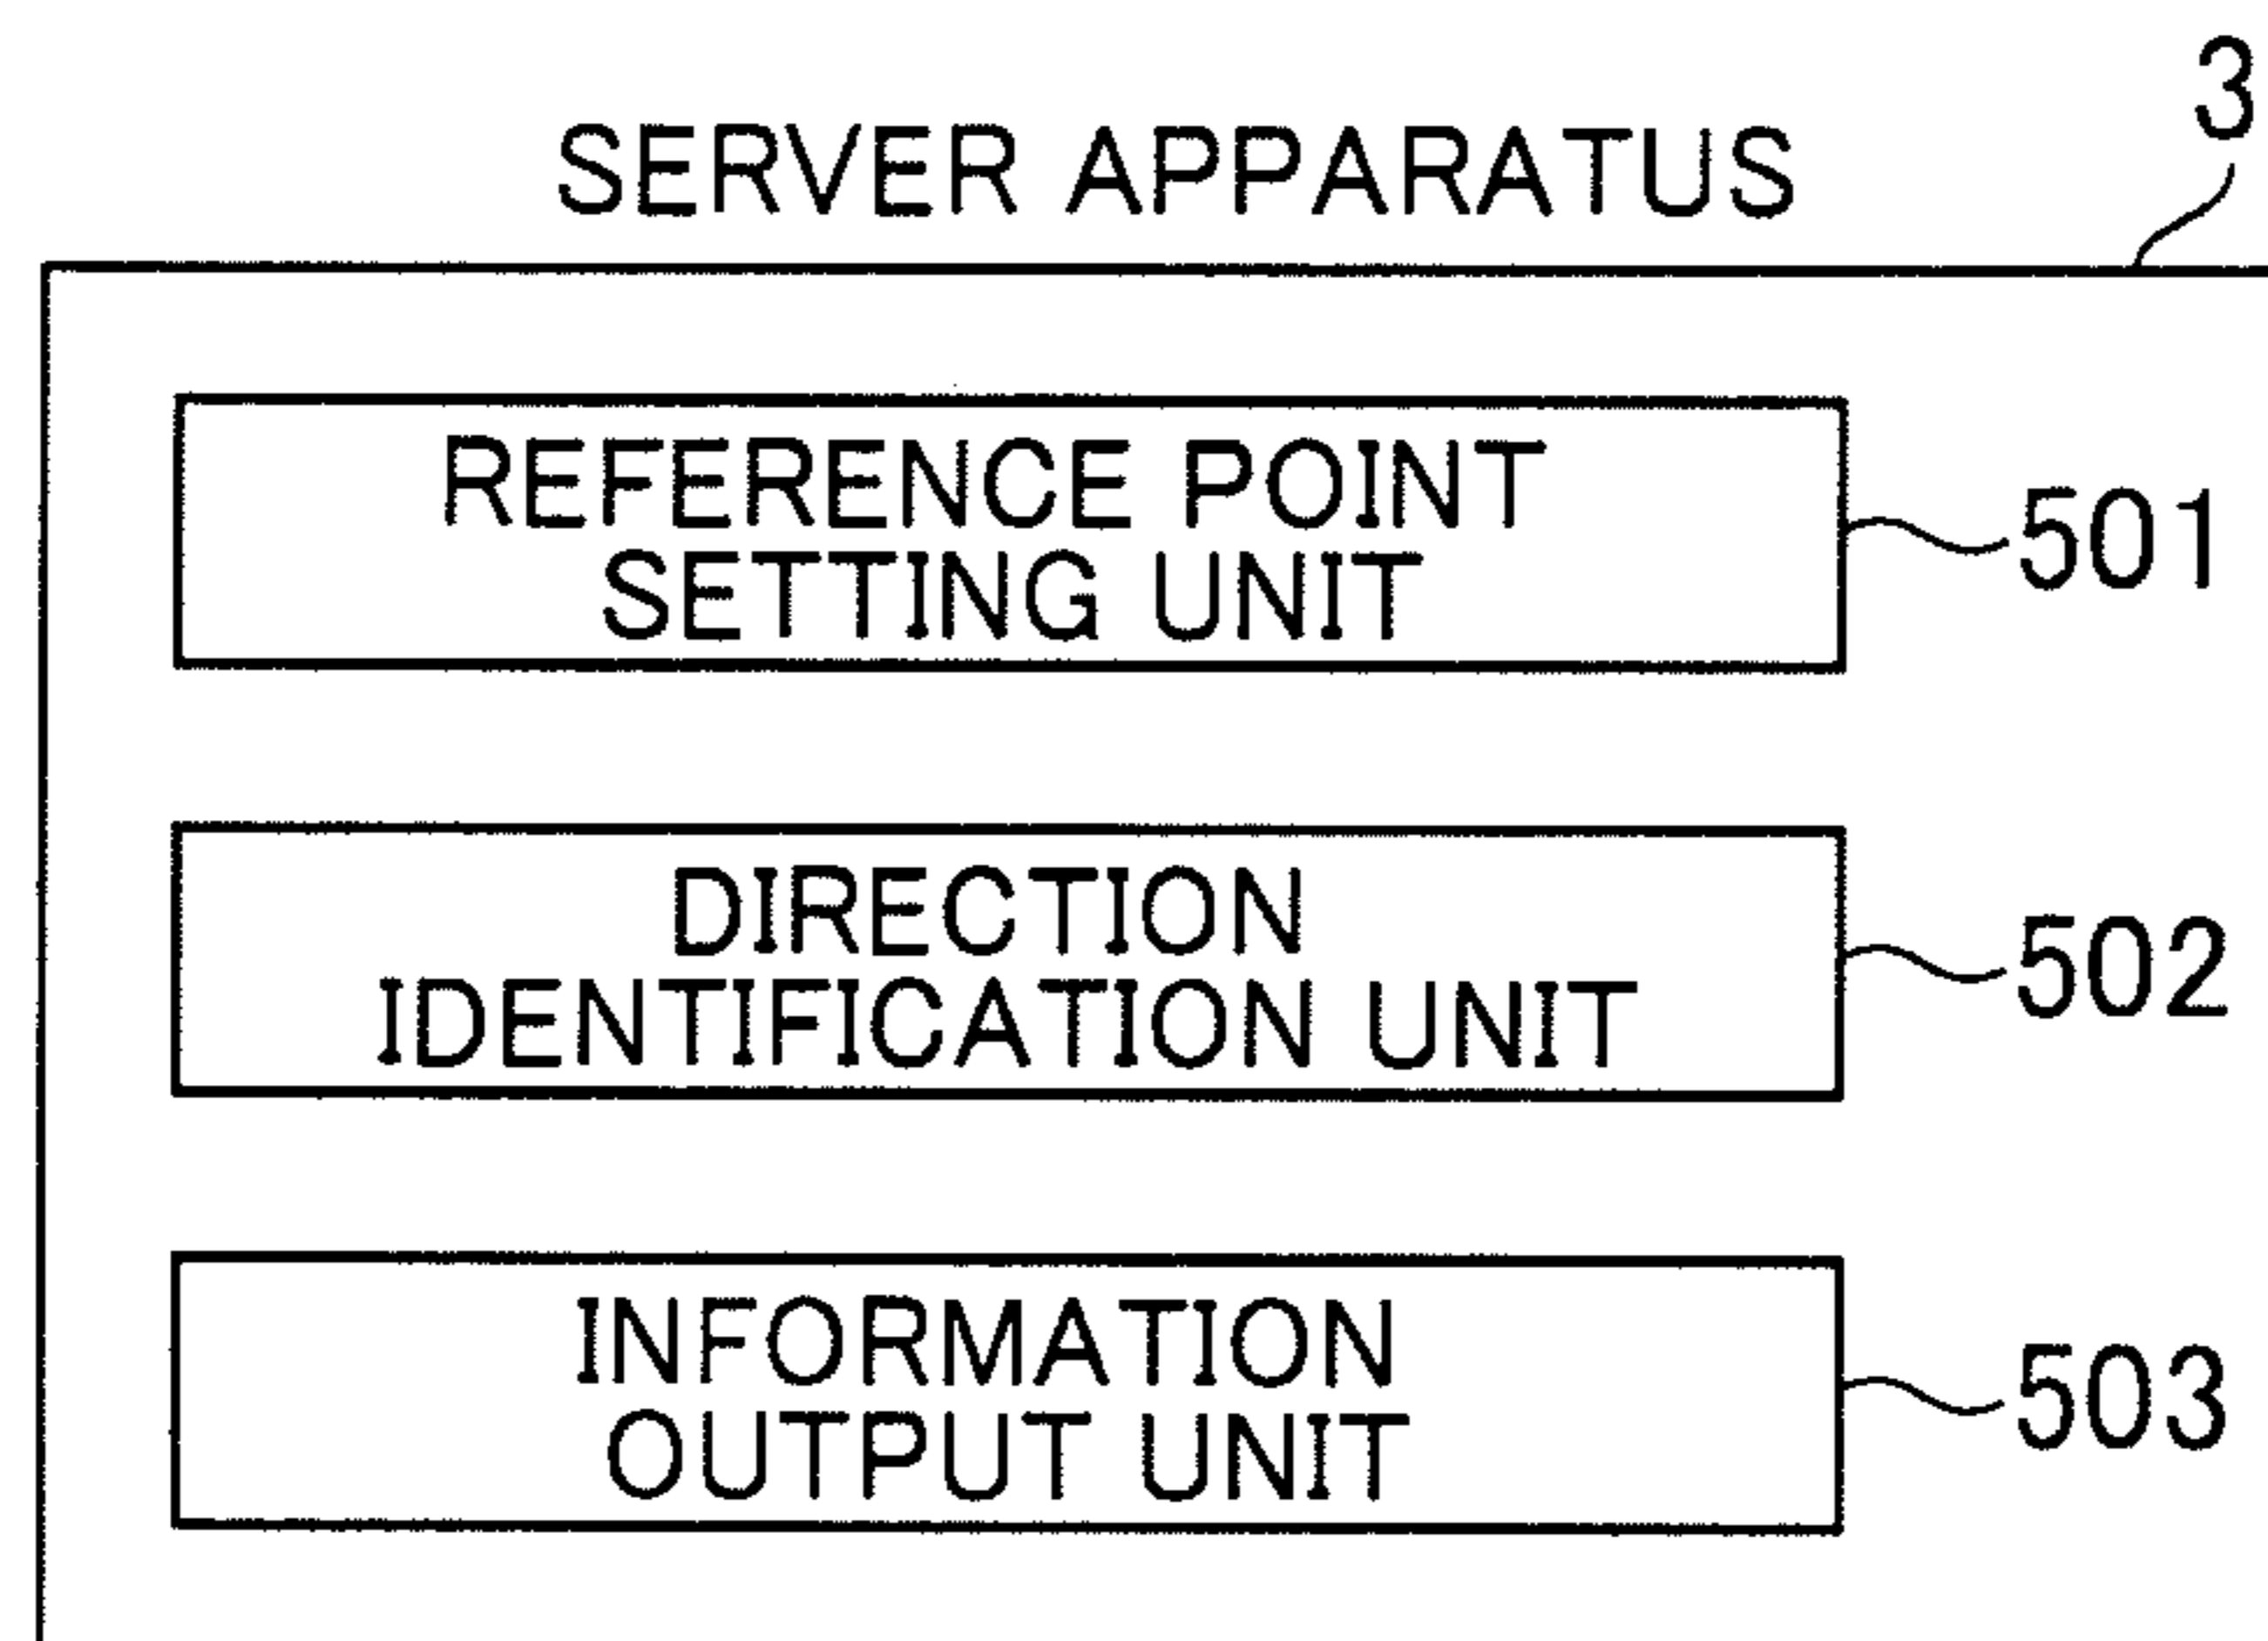 3
SERVER APPARATUS
REFERENCE POINT
SETTING UNIT
501
DIRECTION
IDENTIFICATION UNIT
502
INFORMATION
OUTPUT UNIT
503